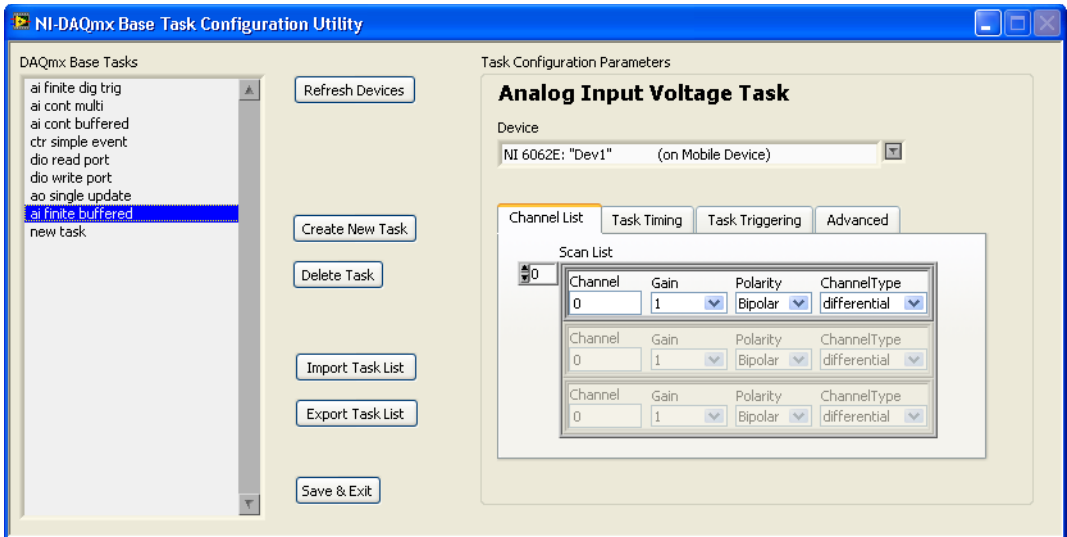 NI-DAQmx Base Task Configuration Utility
DAQmx Base Tasks
ai finite dig trig
ai cont multi
ai cont buffered
ctr simple event
dio read port
dio write port
ao single update
ai finite buffered
new task
Refresh Devices
Create New Task
Delete Task
Import Task List
Export Task List
Save & Exit
Task Configuration Parameters
Analog Input Voltage Task
Device
NI 6062E: "Dev1" (on Mobile Device)
Channel List Task Timing Task Triggering Advanced
Scan List
0
Channel Gain Polarity ChannelType
0 1 Bipolar differential
Channel Gain Polarity ChannelType
0 1 Bipolar differential
Channel Gain Polarity ChannelType
0 1 Bipolar differential